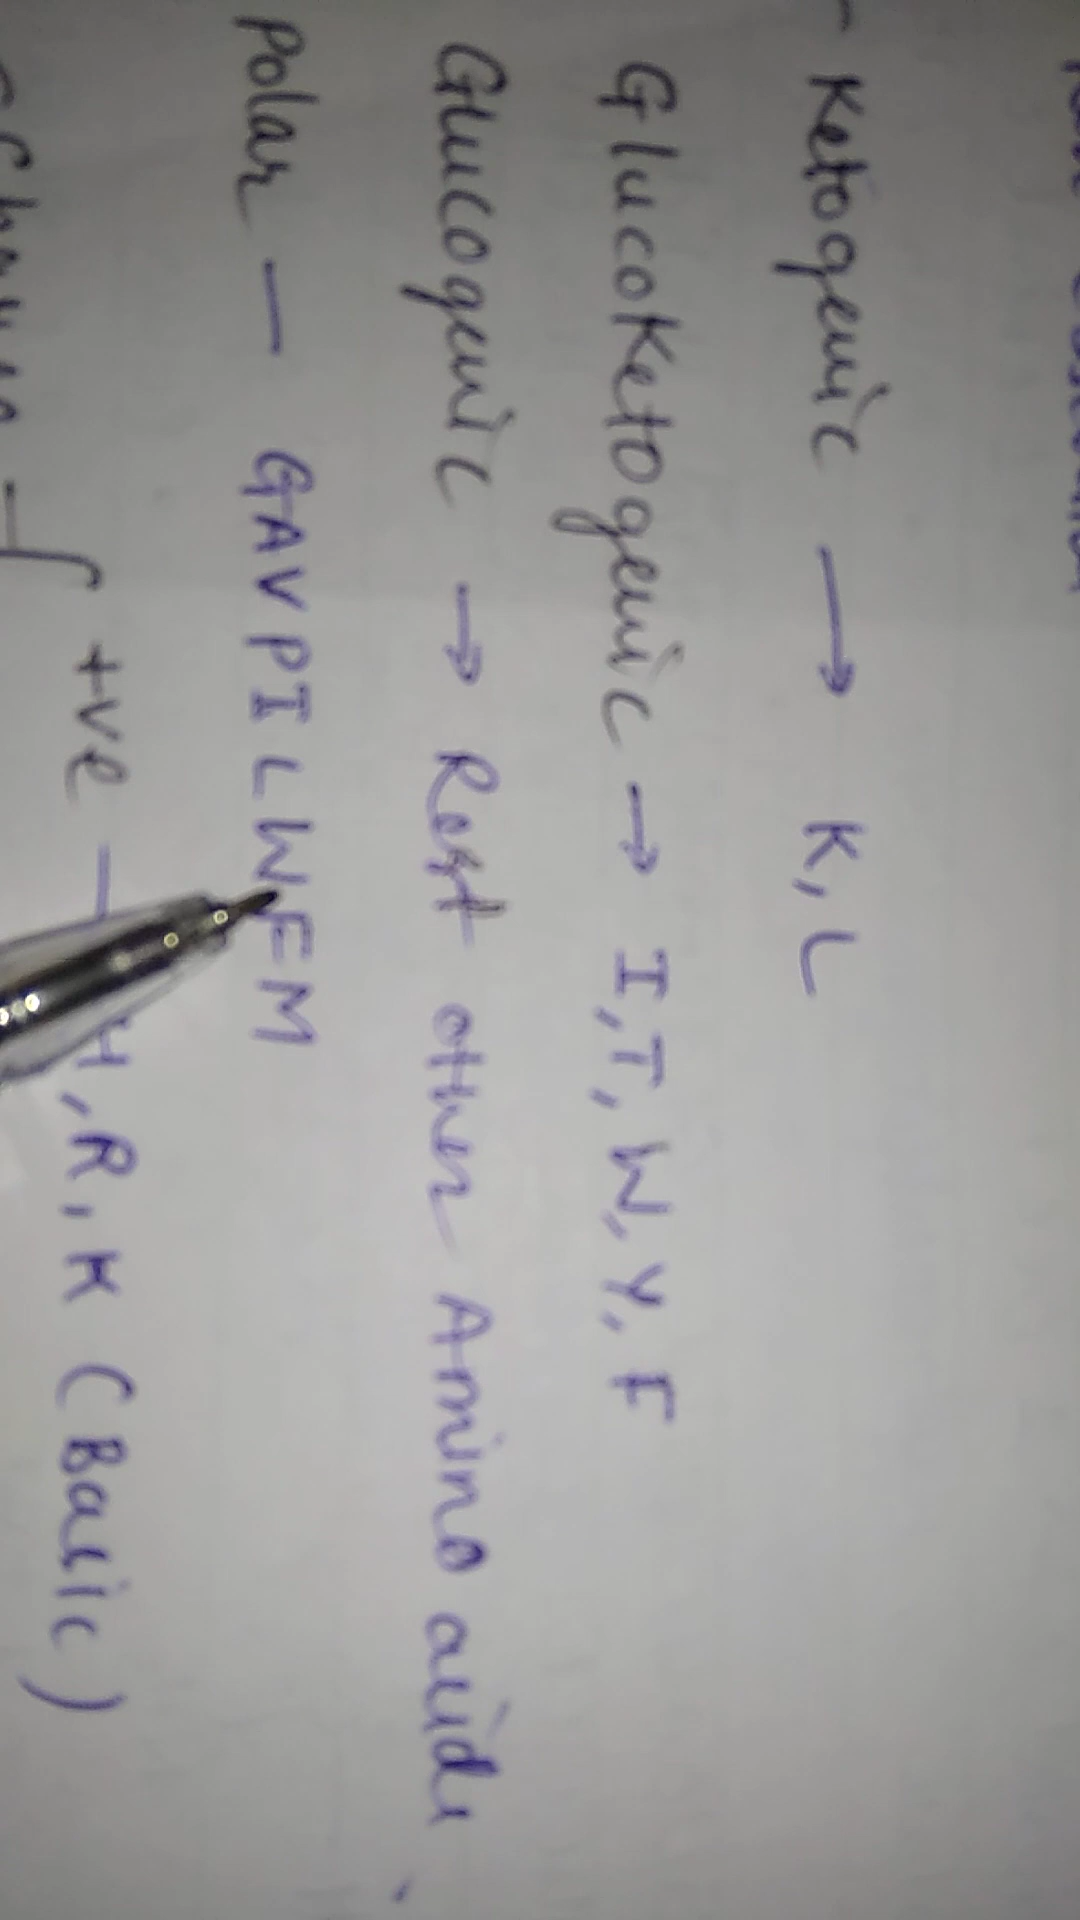 - Ketogenic → K, L
Glucoketogenic → I, T, W, Y, F
Glucogenic → Rest other Amino acids.
Polar — GAVPILWFM
+ve — H, R, K (Basic)